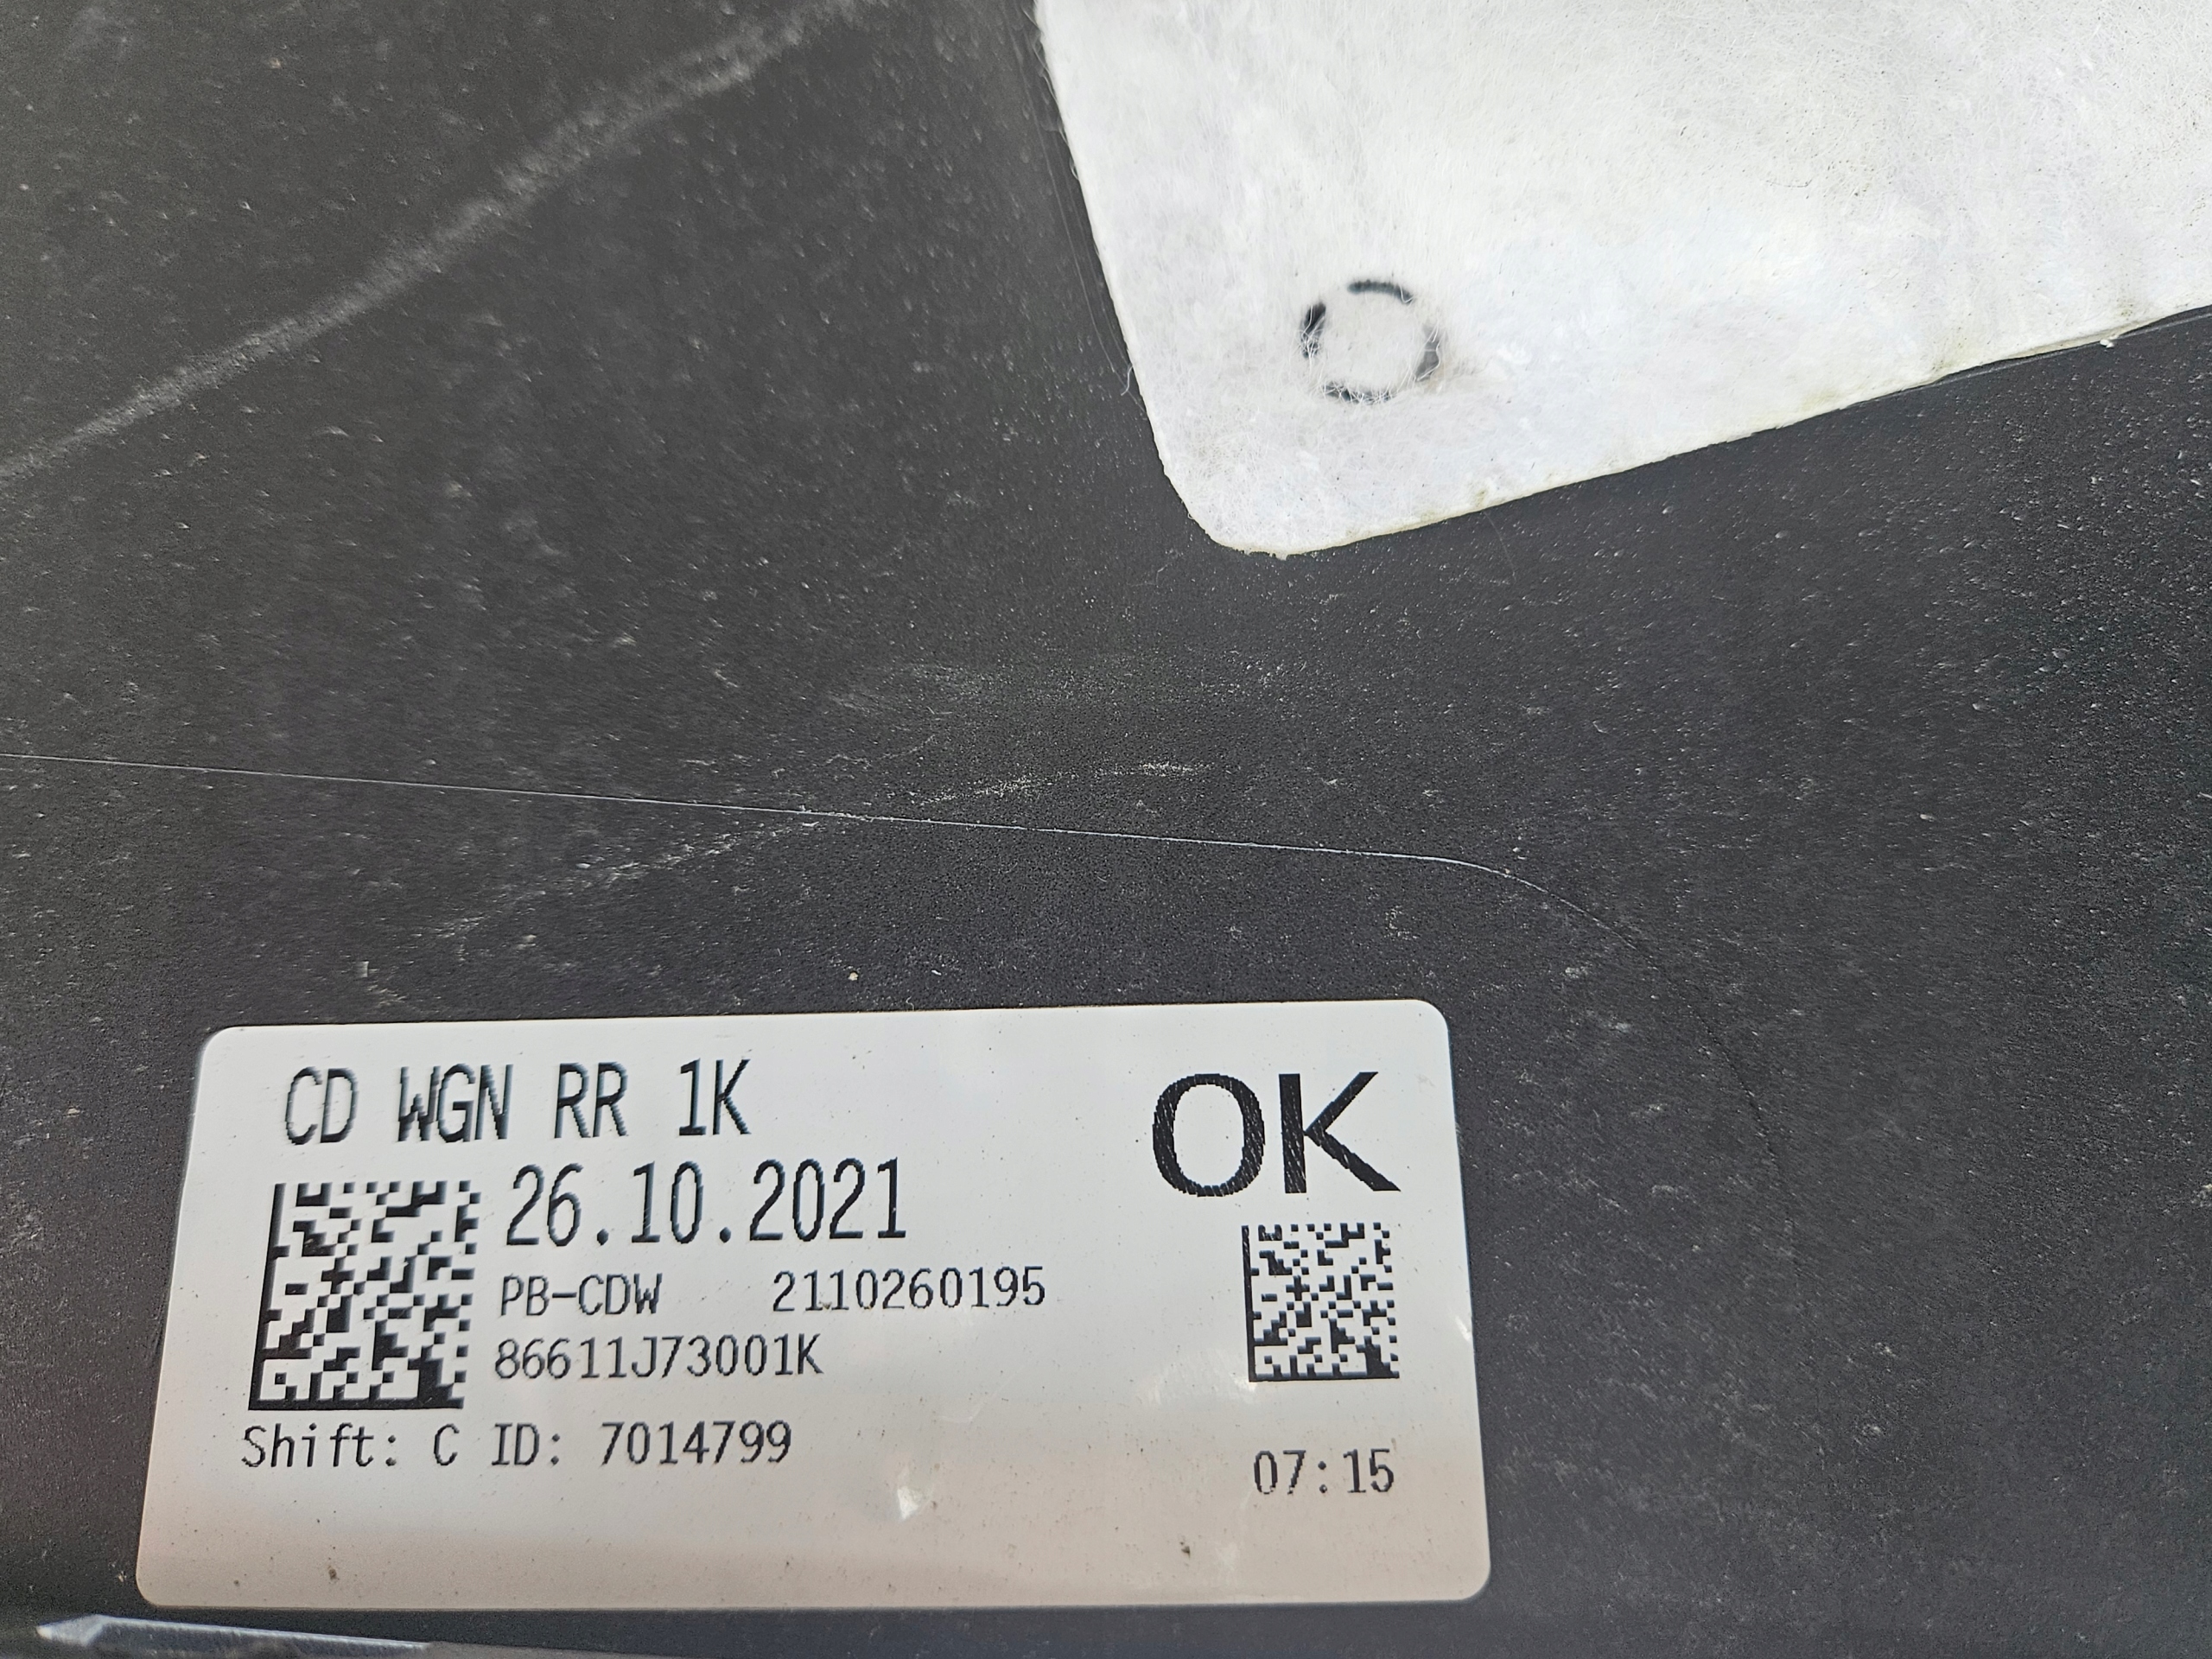 CD WGN RR 1K
OK
26.10.2021
PB-CDW 2110260195
86611J73001K
Shift: C ID: 7014799
07:15